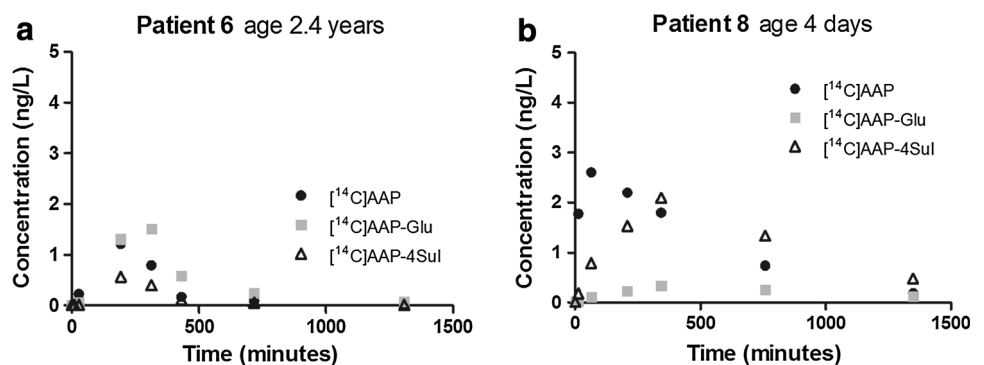 a
Patient 6 age 2.4 years
Concentration (ng/L)
5
4
3
2
1
0
[¹⁴C]AAP
[¹⁴C]AAP-Glu
[¹⁴C]AAP-4Sul
0
500
1000
1500
Time (minutes)
b
Patient 8 age 4 days
Concentration (ng/L)
5
4
3
2
1
0
[¹⁴C]AAP
[¹⁴C]AAP-Glu
[¹⁴C]AAP-4Sul
0
500
1000
1500
Time (minutes)